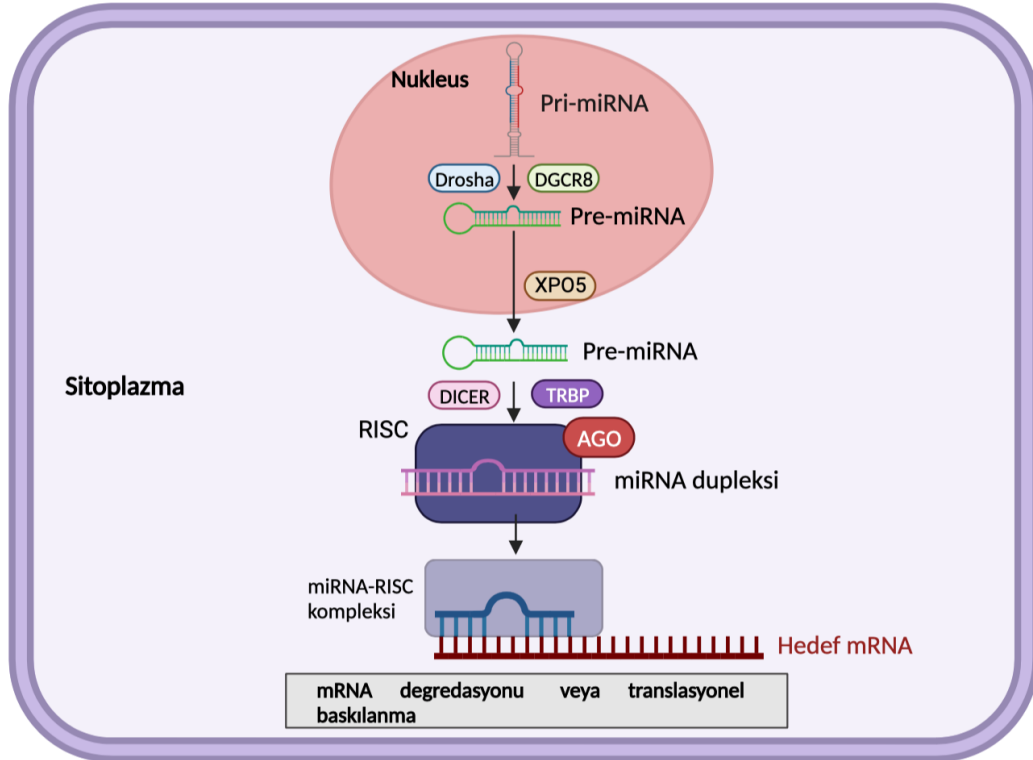 Nukleus
Pri-miRNA
Drosha
DGCR8
Pre-miRNA
XPO5
Pre-miRNA
Sitoplazma
DICER
TRBP
RISC
AGO
miRNA dupleksi
miRNA-RISC
kompleksi
Hedef mRNA
mRNA degredasyonu veya translasyonel
baskılanma